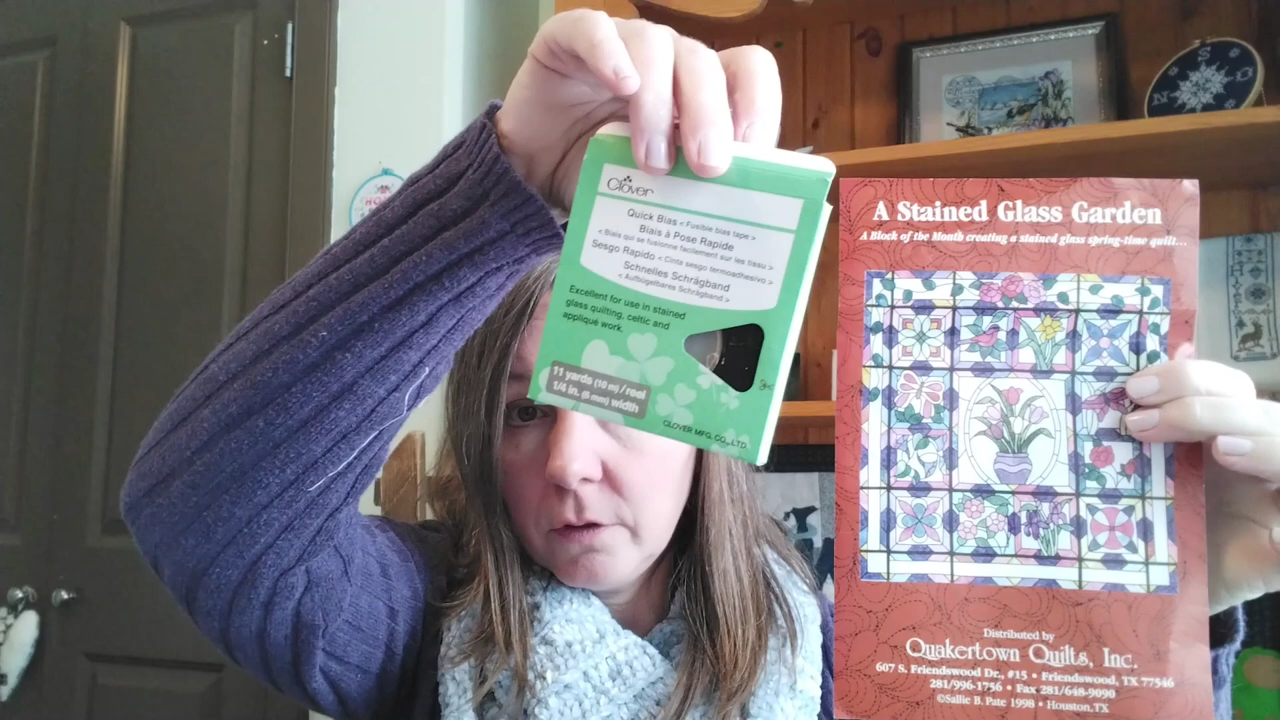 Clover
Quick Bias < Fusible bias tape >
Biais à Pose Rapide
< Biais qui se fusionne facilement sur les tissu >
Sesgo Rapido < Cinta sesgo termoadhesivo >
Schnelles Schrägband
< Aufbügelbares Schrägband >
Excellent for use in stained
glass quilting, celtic and
appliqué work.
11 yards (10 m) / reel
1/4 in. (6 mm) width
CLOVER MFG. CO., LTD.
A Stained Glass Garden
A Block of the Month creating a stained glass spring-time quilt...
Distributed by
Quakertown Quilts, Inc.
607 S. Friendswood Dr., #15 • Friendswood, TX 77546
281/996-1756 • Fax 281/648-9090
©Sallie B. Pate 1998 • Houston, TX
S
N